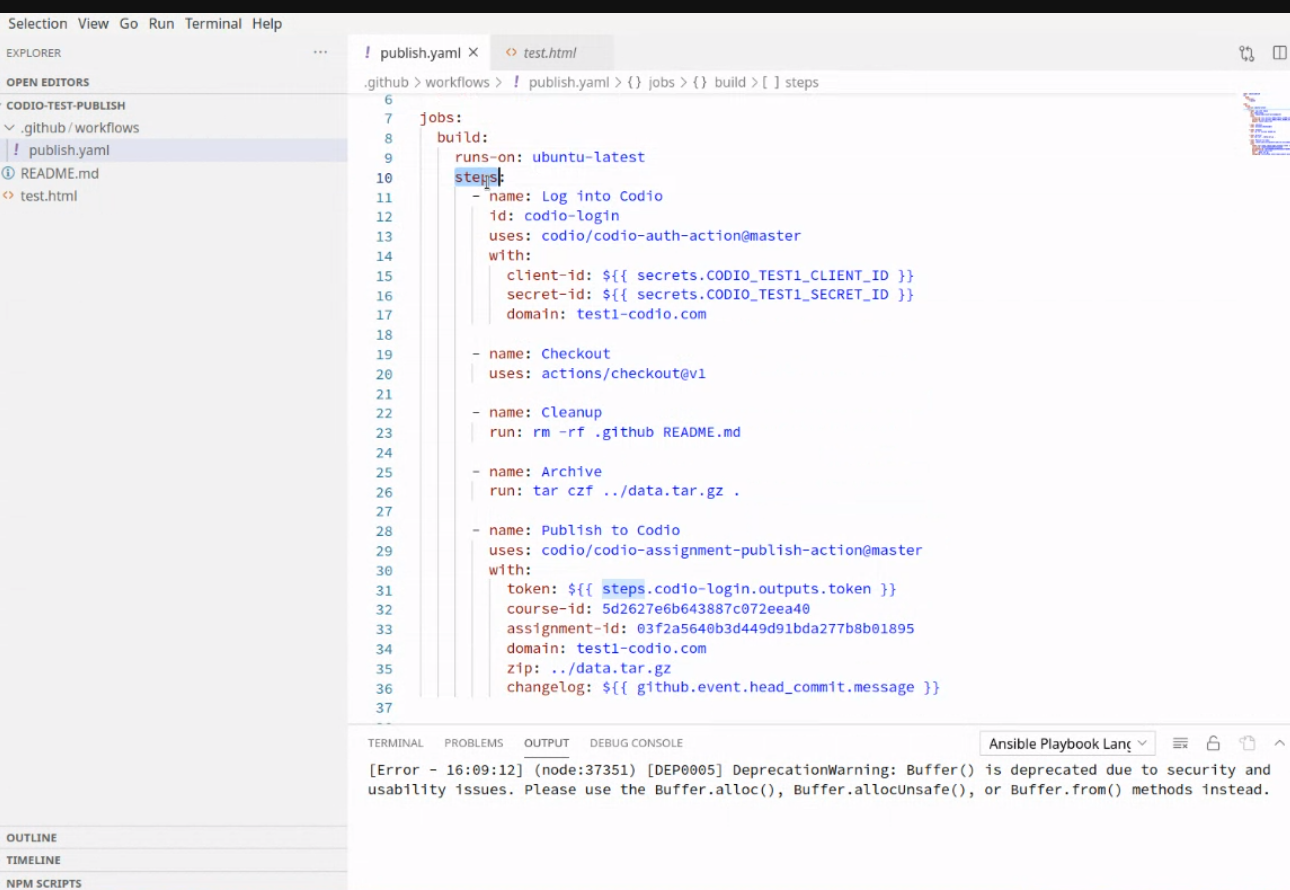 Selection View Go Run Terminal Help
EXPLORER ...
OPEN EDITORS
CODIO-TEST-PUBLISH
.github / workflows
! publish.yaml
README.md
test.html
! publish.yaml × <> test.html
.github > workflows > ! publish.yaml > {} jobs > {} build > [ ] steps
6
7 jobs:
8 build:
9 runs-on: ubuntu-latest
10 steps:
11 - name: Log into Codio
12 id: codio-login
13 uses: codio/codio-auth-action@master
14 with:
15 client-id: ${{ secrets.CODIO_TEST1_CLIENT_ID }}
16 secret-id: ${{ secrets.CODIO_TEST1_SECRET_ID }}
17 domain: test1-codio.com
18
19 - name: Checkout
20 uses: actions/checkout@v1
21
22 - name: Cleanup
23 run: rm -rf .github README.md
24
25 - name: Archive
26 run: tar czf ../data.tar.gz .
27
28 - name: Publish to Codio
29 uses: codio/codio-assignment-publish-action@master
30 with:
31 token: ${{ steps.codio-login.outputs.token }}
32 course-id: 5d2627e6b643887c072eea40
33 assignment-id: 03f2a5640b3d449d91bda277b8b01895
34 domain: test1-codio.com
35 zip: ../data.tar.gz
36 changelog: ${{ github.event.head_commit.message }}
37
TERMINAL PROBLEMS OUTPUT DEBUG CONSOLE Ansible Playbook Lang
[Error - 16:09:12] (node:37351) [DEP0005] DeprecationWarning: Buffer() is deprecated due to security and
usability issues. Please use the Buffer.alloc(), Buffer.allocUnsafe(), or Buffer.from() methods instead.
OUTLINE
TIMELINE
NPM SCRIPTS